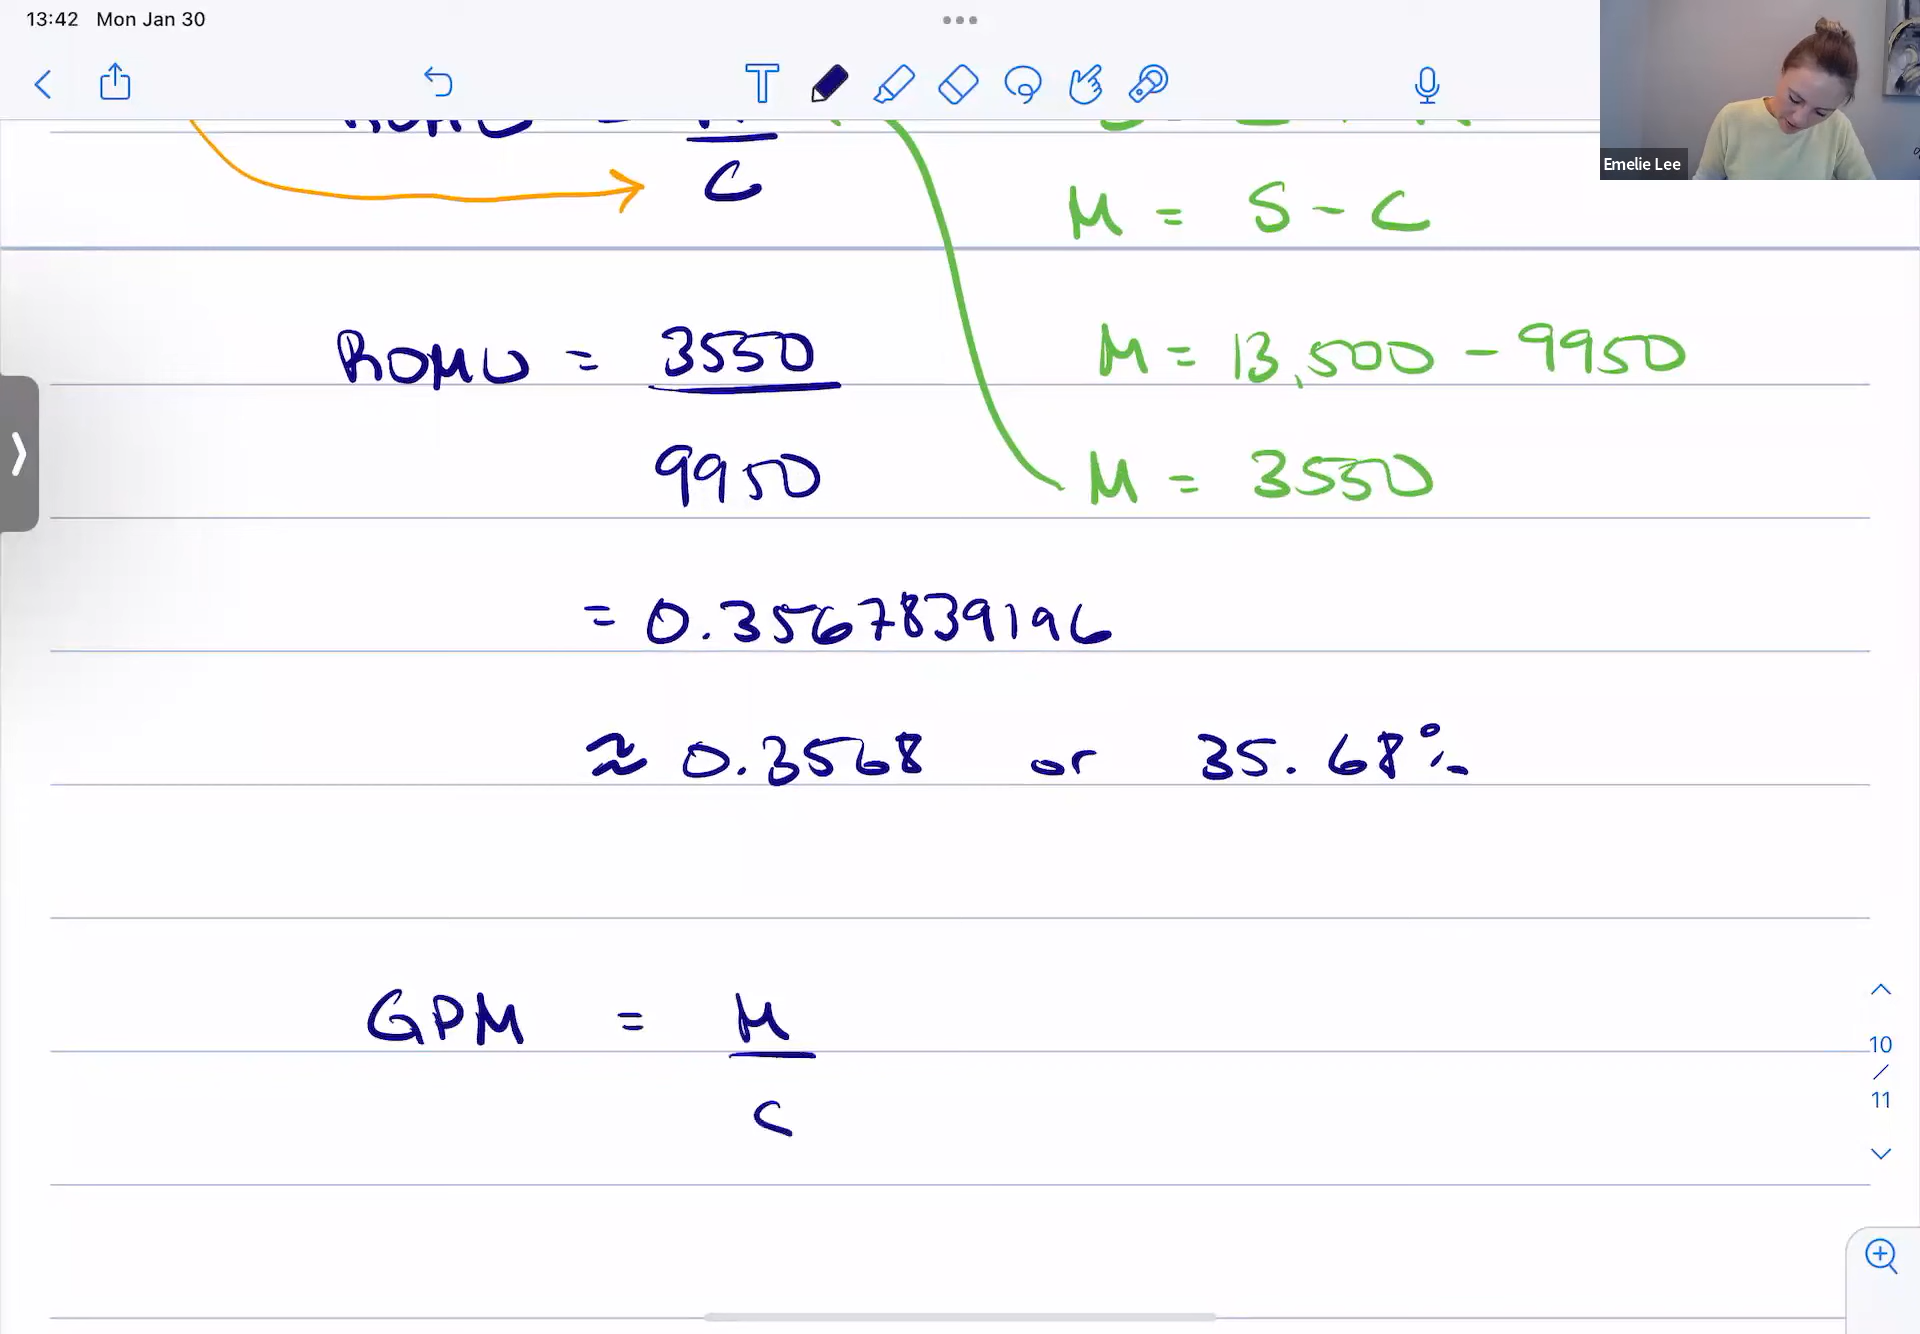 13:42 Mon Jan 30
Emelie Lee
C
M = S - C
ROMU = 3550
9950
M = 13,500 - 9950
M = 3550
= 0.3567839196
≈ 0.3568 or 35.68%
GPM = M
C
10
/
11